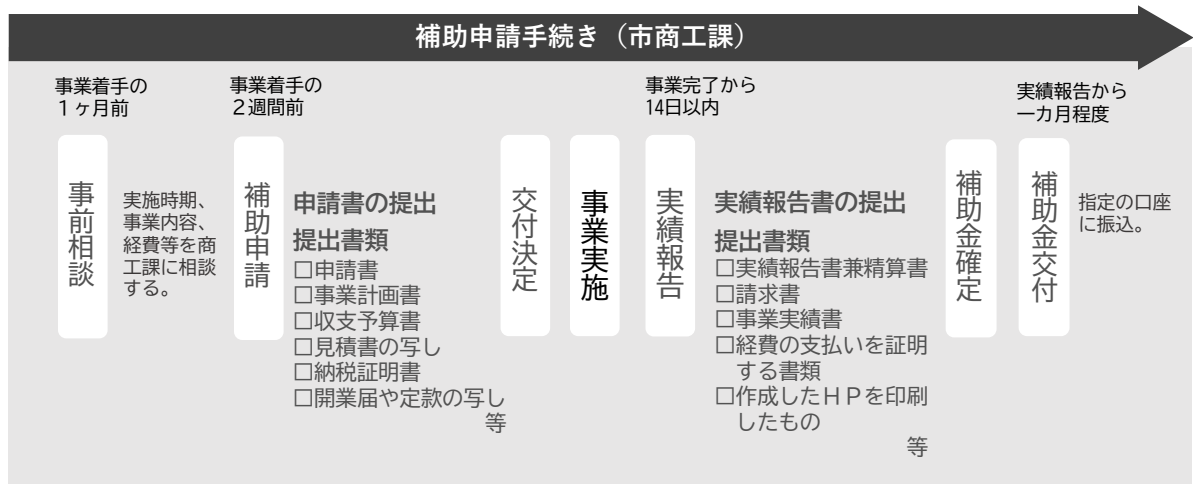 補助申請手続き（市商工課）
事業着手の
１ヶ月前
事前相談
実施時期、
事業内容、
経費等を商
工課に相談
する。
事業着手の
２週間前
補助申請
申請書の提出
提出書類
□申請書
□事業計画書
□収支予算書
□見積書の写し
□納税証明書
□開業届や定款の写し
等
交付決定
事業実施
事業完了から
14日以内
実績報告
実績報告書の提出
提出書類
□実績報告書兼精算書
□請求書
□事業実績書
□経費の支払いを証明
する書類
□作成したＨＰを印刷
したもの
等
補助金確定
実績報告から
一カ月程度
補助金交付
指定の口座
に振込。